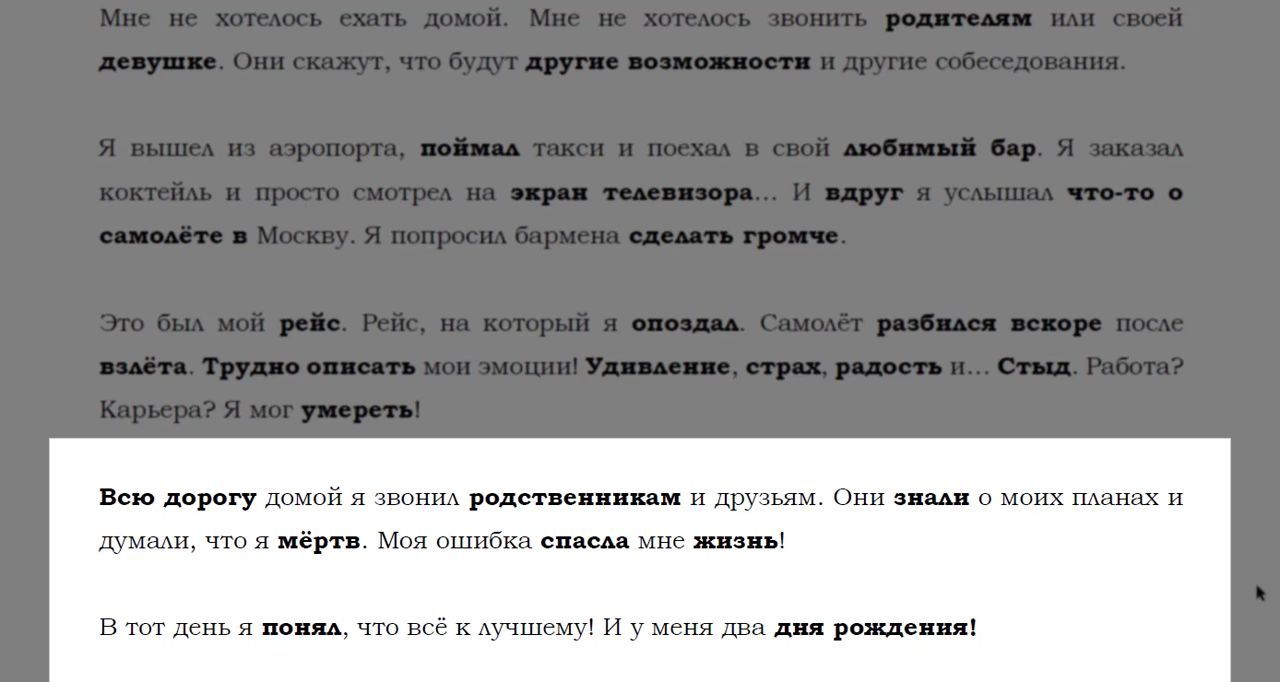 Мне не хотелось ехать домой. Мне не хотелось звонить родителям или своей
девушке. Они скажут, что будут другие возможности и другие собеседования.
Я вышел из аэропорта, поймал такси и поехал в свой любимый бар. Я заказал
коктейль и просто смотрел на экран телевизора... И вдруг я услышал что-то о
самолёте в Москву. Я попросил бармена сделать громче.
Это был мой рейс. Рейс, на который я опоздал. Самолёт разбился вскоре после
взлёта. Трудно описать мои эмоции! Удивление, страх, радость и... Стыд. Работа?
Карьера? Я мог умереть!
Всю дорогу домой я звонил родственникам и друзьям. Они знали о моих планах и
думали, что я мёртв. Моя ошибка спасла мне жизнь!
В тот день я понял, что всё к лучшему! И у меня два дня рождения!